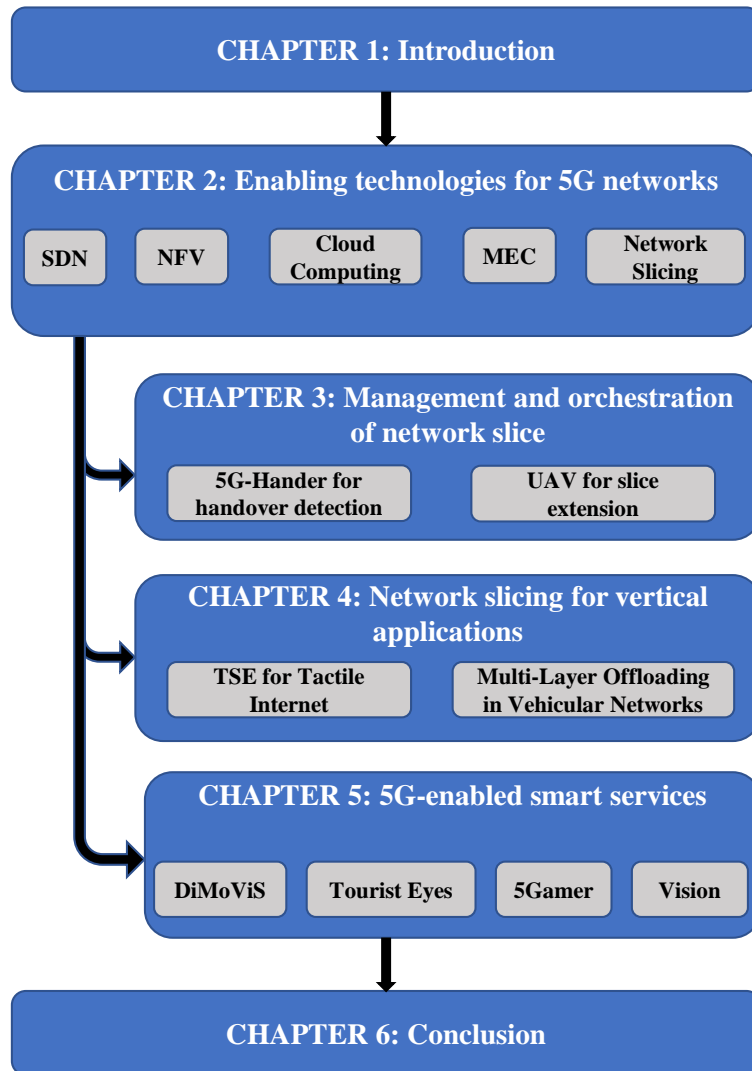 CHAPTER 1: Introduction
CHAPTER 2: Enabling technologies for 5G networks
SDN
NFV
Cloud
Computing
MEC
Network
Slicing
CHAPTER 3: Management and orchestration
of network slice
5G-Hander for
handover detection
UAV for slice
extension
CHAPTER 4: Network slicing for vertical
applications
TSE for Tactile
Internet
Multi-Layer Offloading
in Vehicular Networks
CHAPTER 5: 5G-enabled smart services
DiMoViS
Tourist Eyes
5Gamer
Vision
CHAPTER 6: Conclusion